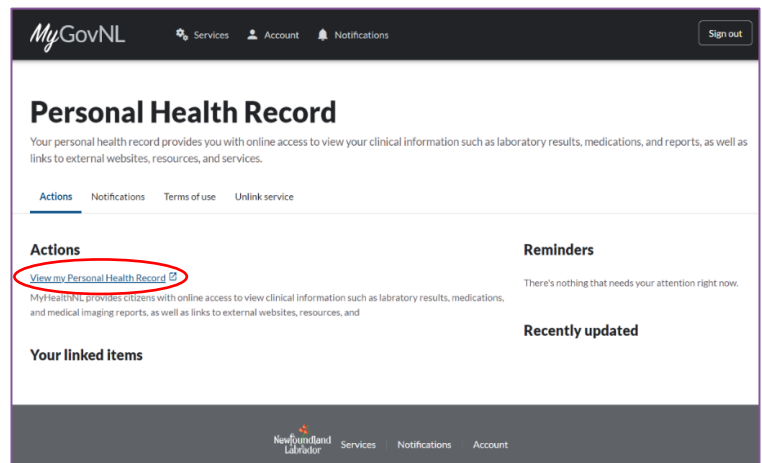 MyGovNL
Services
Account
Notifications
Sign out
Personal Health Record
Your personal health record provides you with online access to view your clinical information such as laboratory results, medications, and reports, as well as
links to external websites, resources, and services.
Actions
Notifications
Terms of use
Unlink service
Actions
View my Personal Health Record
MyHealthNL provides citizens with online access to view clinical information such as labratory results, medications,
and medical imaging reports, as well as links to external websites, resources, and
Your linked items
Reminders
There's nothing that needs your attention right now.
Recently updated
Newfoundland
Labrador
Services
Notifications
Account